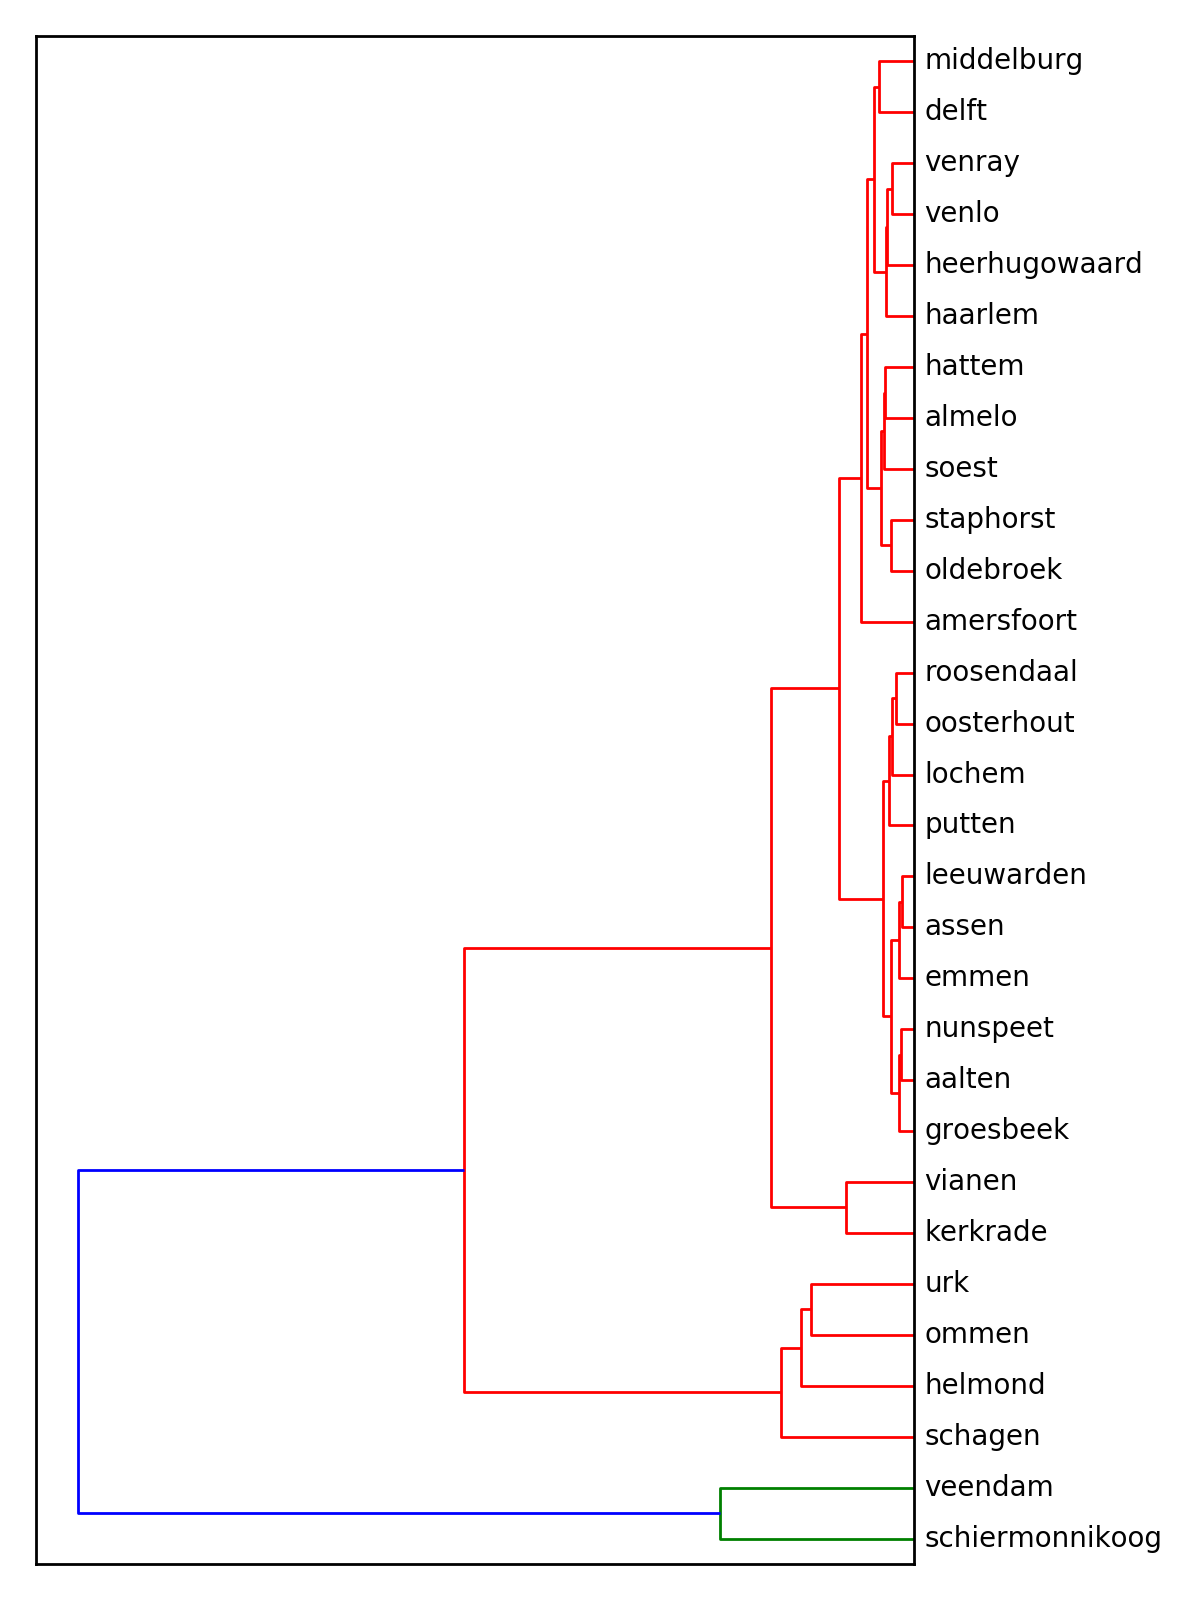 middelburg
delft
venray
venlo
heerhugowaard
haarlem
hattem
almelo
soest
staphorst
oldebroek
amersfoort
roosendaal
oosterhout
lochem
putten
leeuwarden
assen
emmen
nunspeet
aalten
groesbeek
vianen
kerkrade
urk
ommen
helmond
schagen
veendam
schiermonnikoog